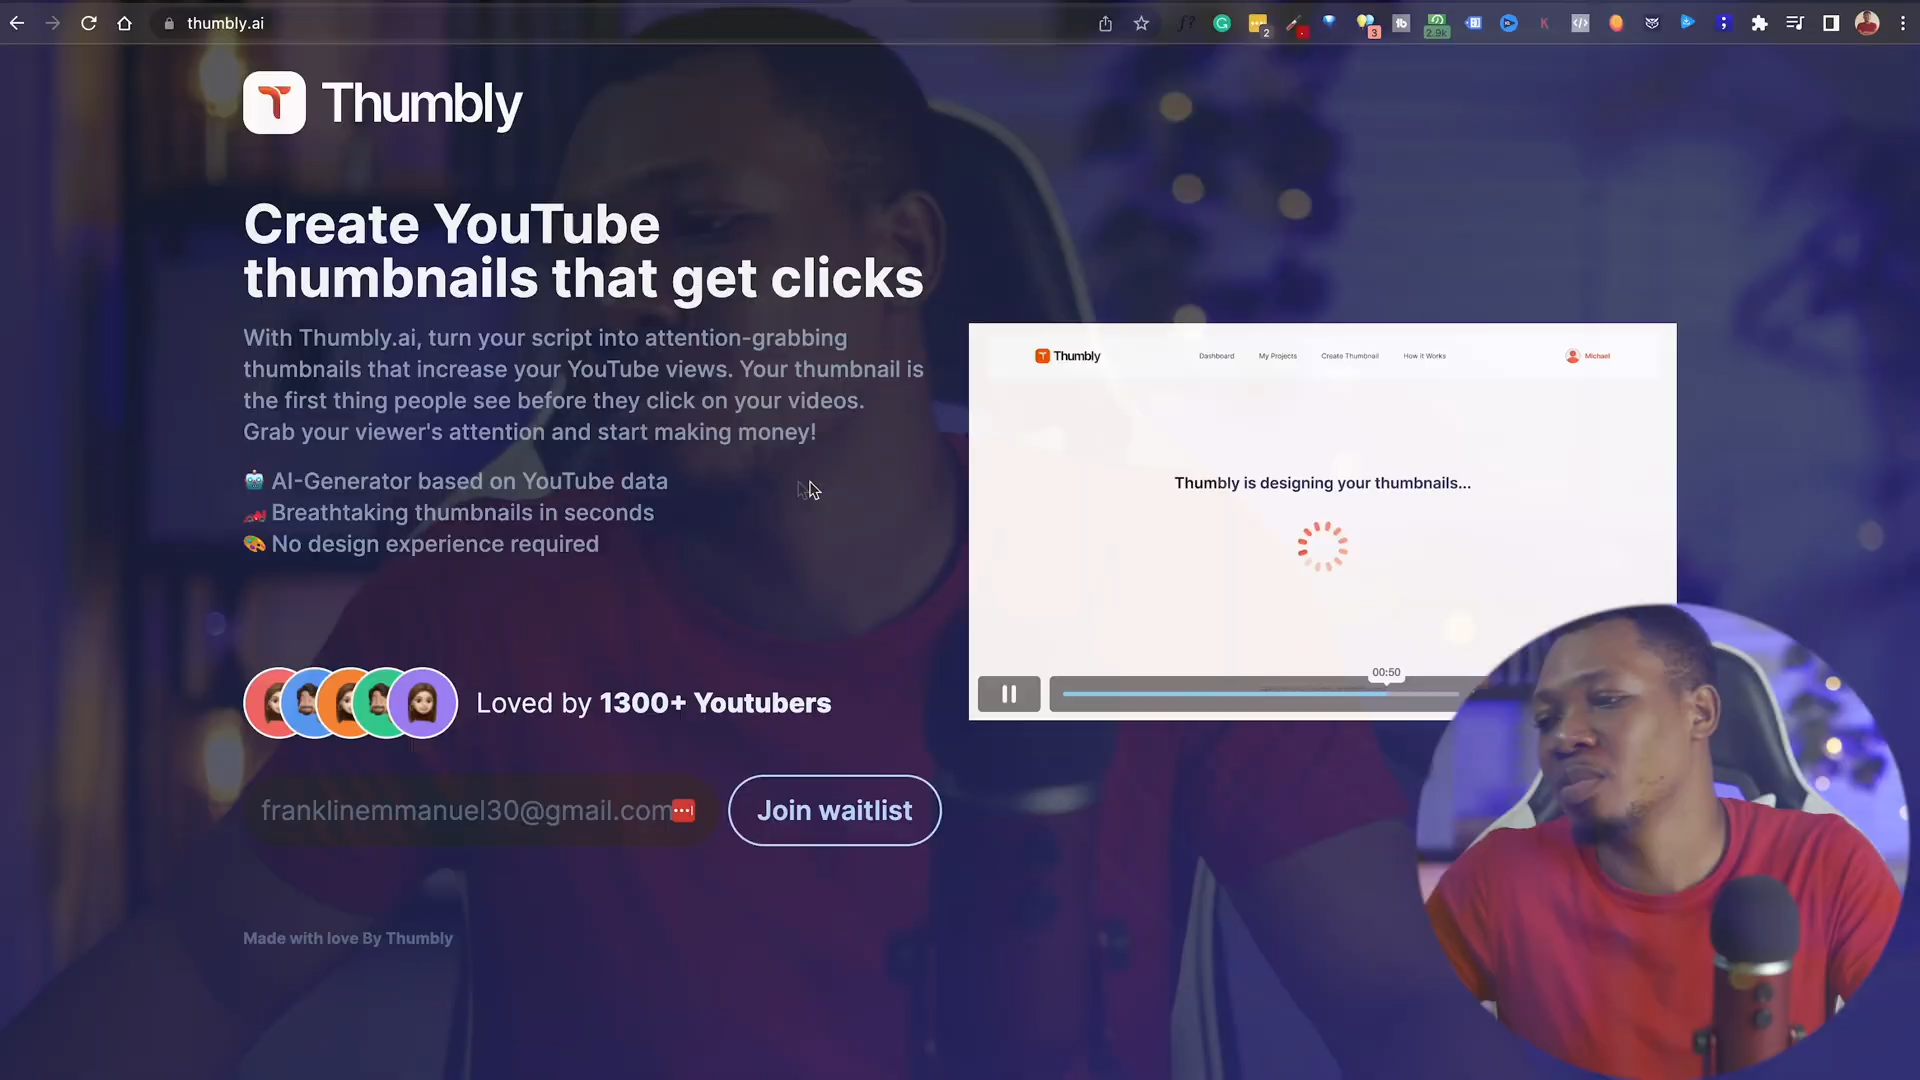 thumbly.ai
2
3
2.9k
Thumbly
Create YouTube
thumbnails that get clicks
With Thumbly.ai, turn your script into attention-grabbing
thumbnails that increase your YouTube views. Your thumbnail is
the first thing people see before they click on your videos.
Grab your viewer's attention and start making money!
AI-Generator based on YouTube data
Breathtaking thumbnails in seconds
No design experience required
Loved by 1300+ Youtubers
franklinemmanuel30@gmail.com
Join waitlist
Made with love By Thumbly
Thumbly
Dashboard
My Projects
Create Thumbnail
How it Works
Michael
Thumbly is designing your thumbnails...
00:50